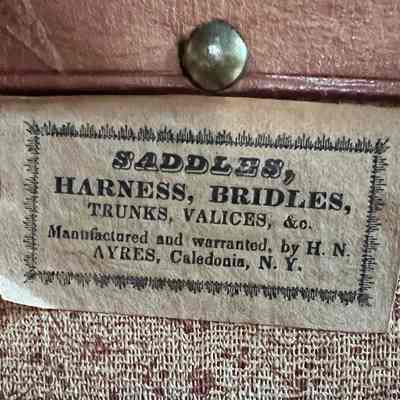 SADDLES,
HARNESS, BRIDLES,
TRUNKS, VALICES, &c.
Manufactured and warranted, by H. N.
AYRES, Caledonia, N. Y.